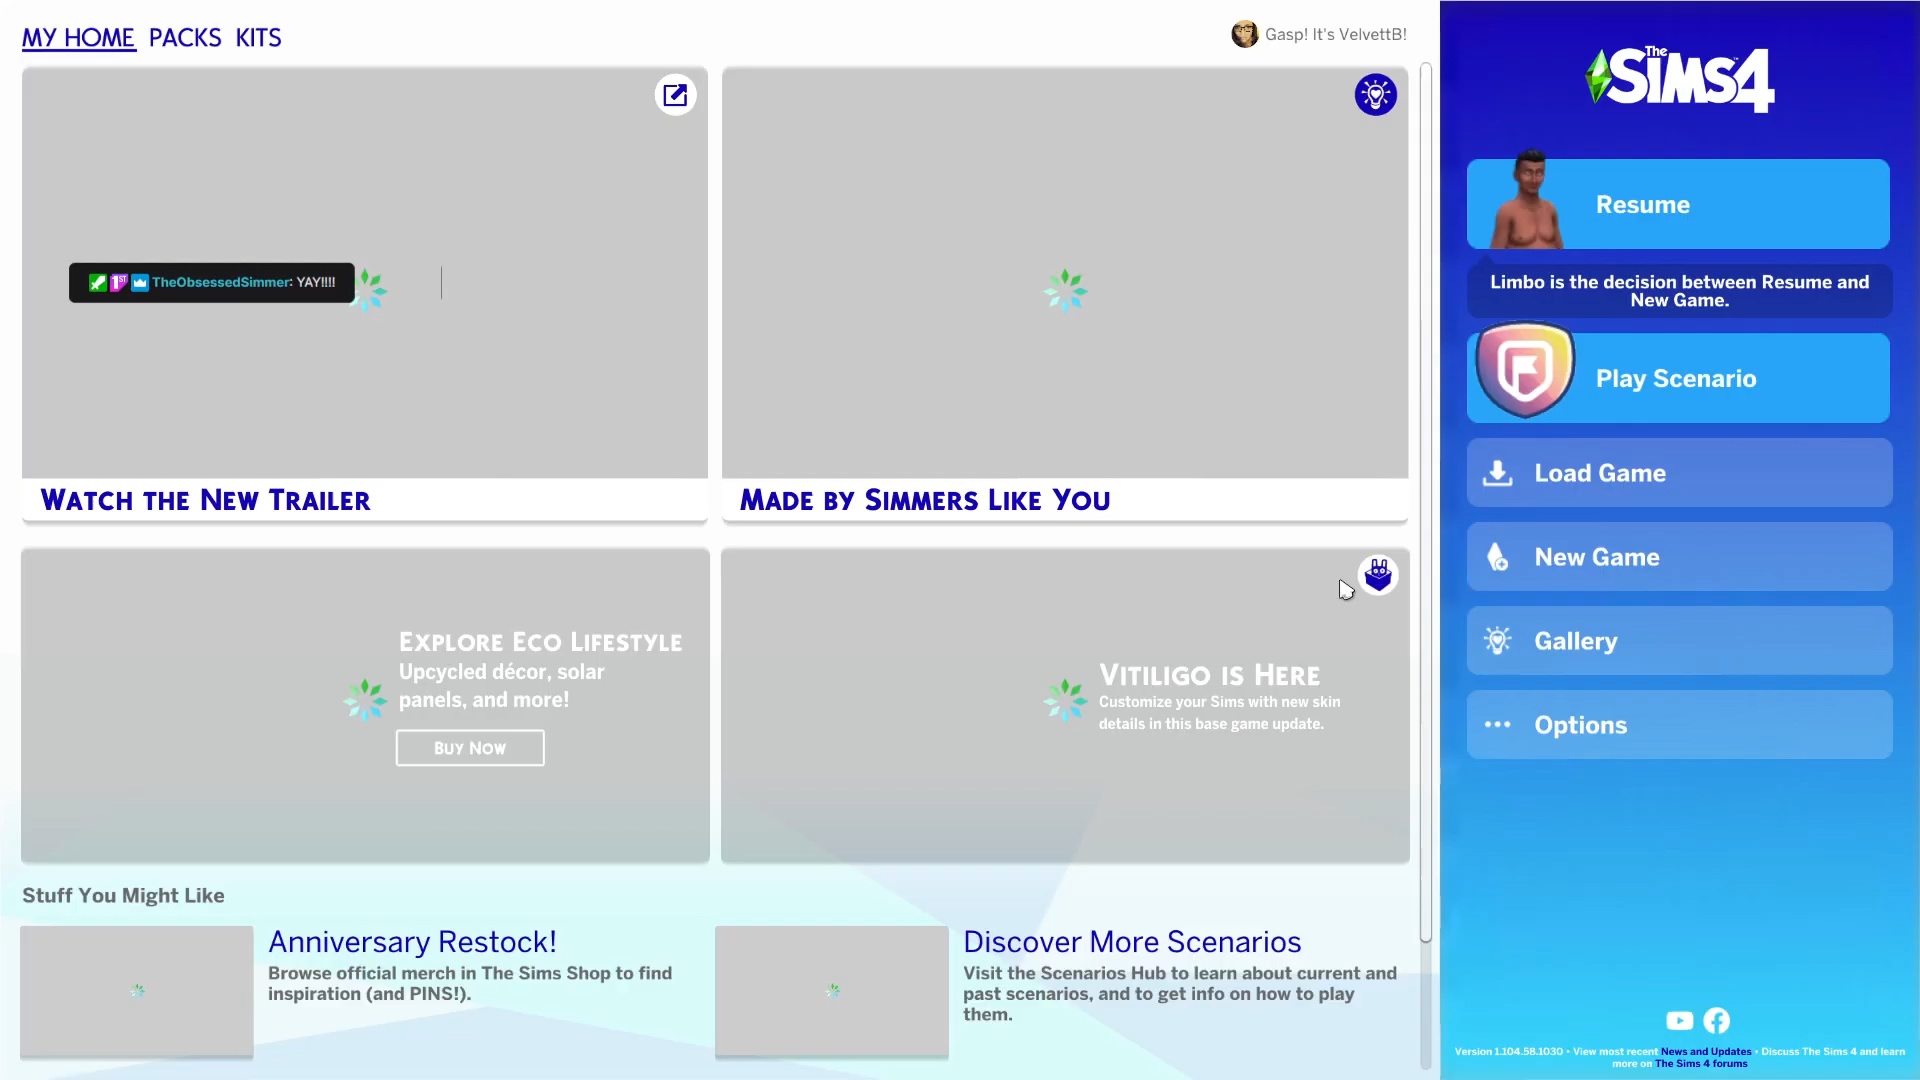 MY HOME PACKS KITS
Gasp! It's VelvettB!
TheObsessedSimmer: YAY!!!!
1ST
WATCH THE NEW TRAILER
MADE BY SIMMERS LIKE YOU
EXPLORE ECO LIFESTYLE
Upcycled décor, solar
panels, and more!
BUY NOW
VITILIGO IS HERE
Customize your Sims with new skin
details in this base game update.
Stuff You Might Like
Anniversary Restock!
Browse official merch in The Sims Shop to find
inspiration (and PINS!).
Discover More Scenarios
Visit the Scenarios Hub to learn about current and
past scenarios, and to get info on how to play
them.
The
SIMS4
Resume
Limbo is the decision between Resume and
New Game.
Play Scenario
Load Game
New Game
Gallery
Options
Version 1.104.58.1030 • View most recent News and Updates • Discuss The Sims 4 and learn
more on The Sims 4 forums